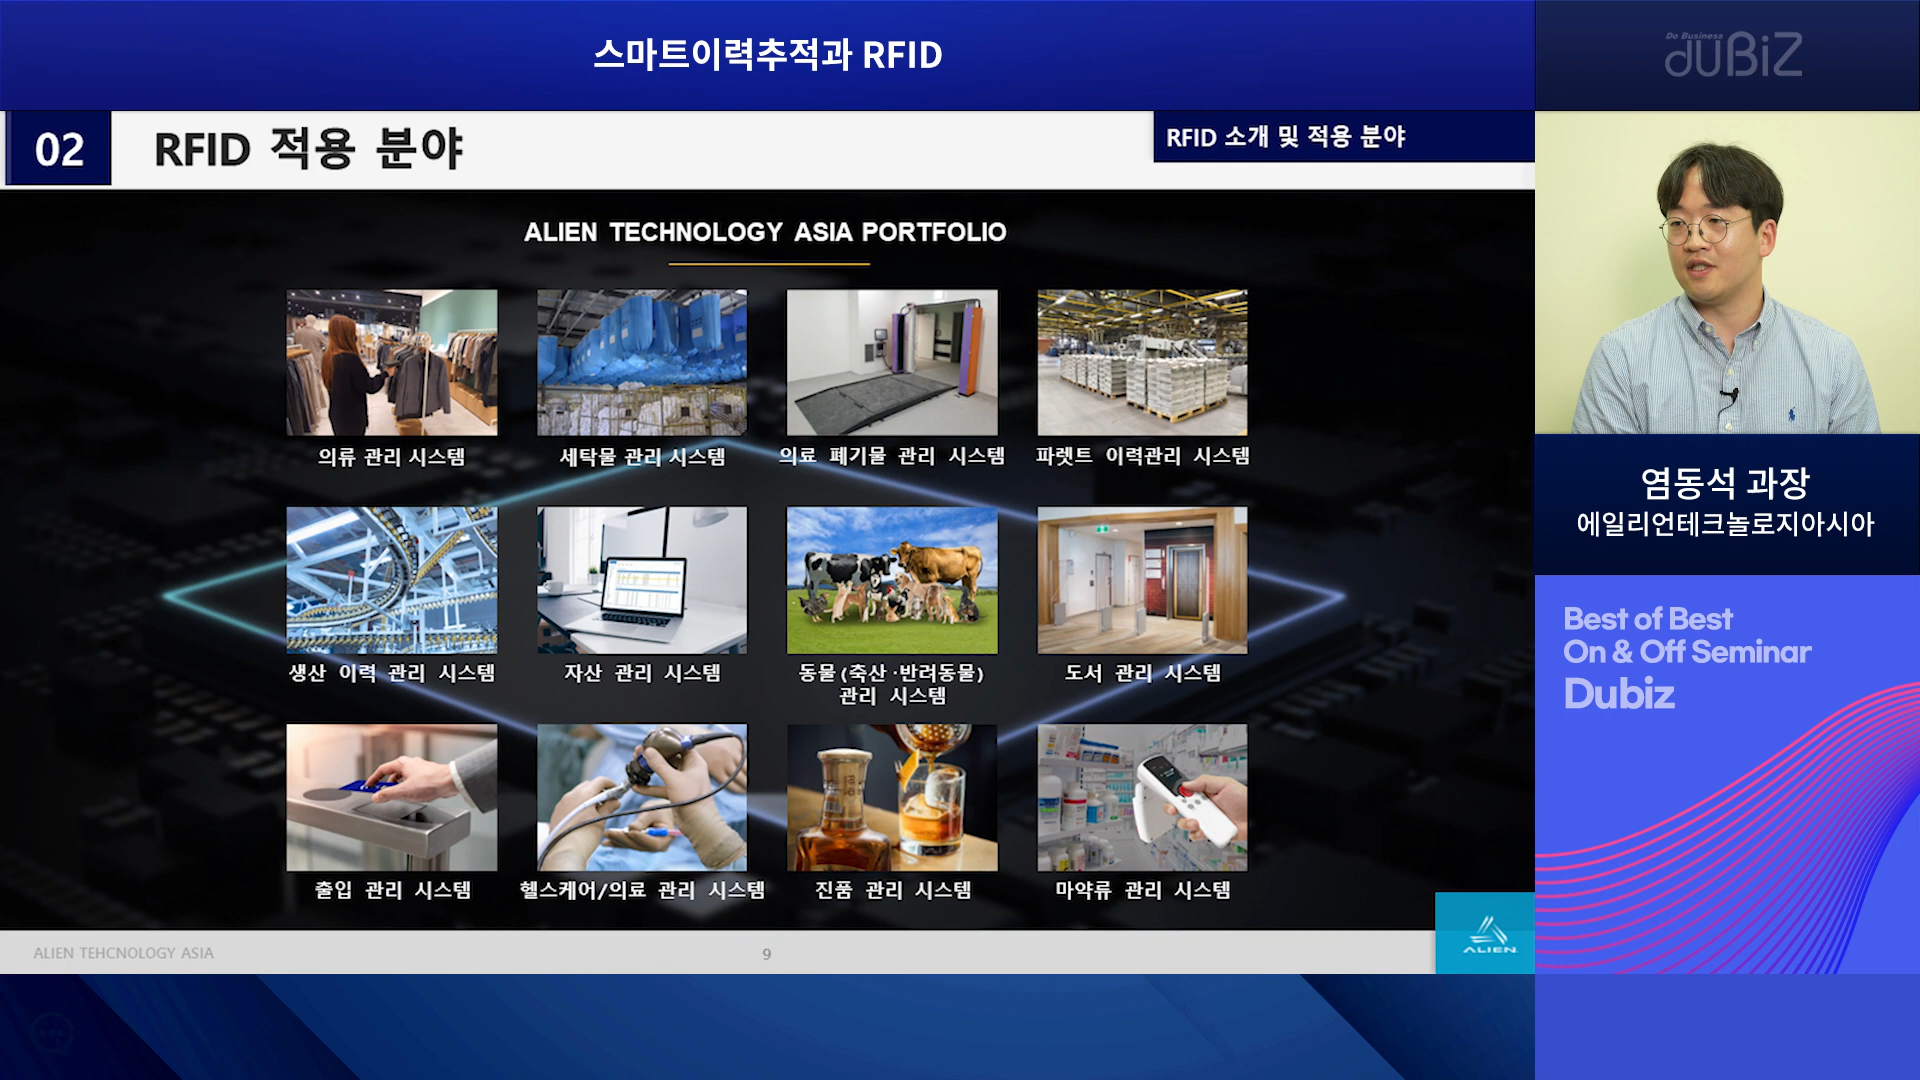 스마트이력추적과 RFID
Do Business
duBiZ
02
RFID 적용 분야
RFID 소개 및 적용 분야
ALIEN TECHNOLOGY ASIA PORTFOLIO
의류 관리 시스템
세탁물 관리 시스템
의료 폐기물 관리 시스템
파렛트 이력관리 시스템
생산 이력 관리 시스템
자산 관리 시스템
동물(축산·반려동물)
관리 시스템
도서 관리 시스템
출입 관리 시스템
헬스케어/의료 관리 시스템
진품 관리 시스템
마약류 관리 시스템
ALIEN TEHCNOLOGY ASIA
9
ALIEN
염동석 과장
에일리언테크놀로지아시아
Best of Best
On & Off Seminar
Dubiz